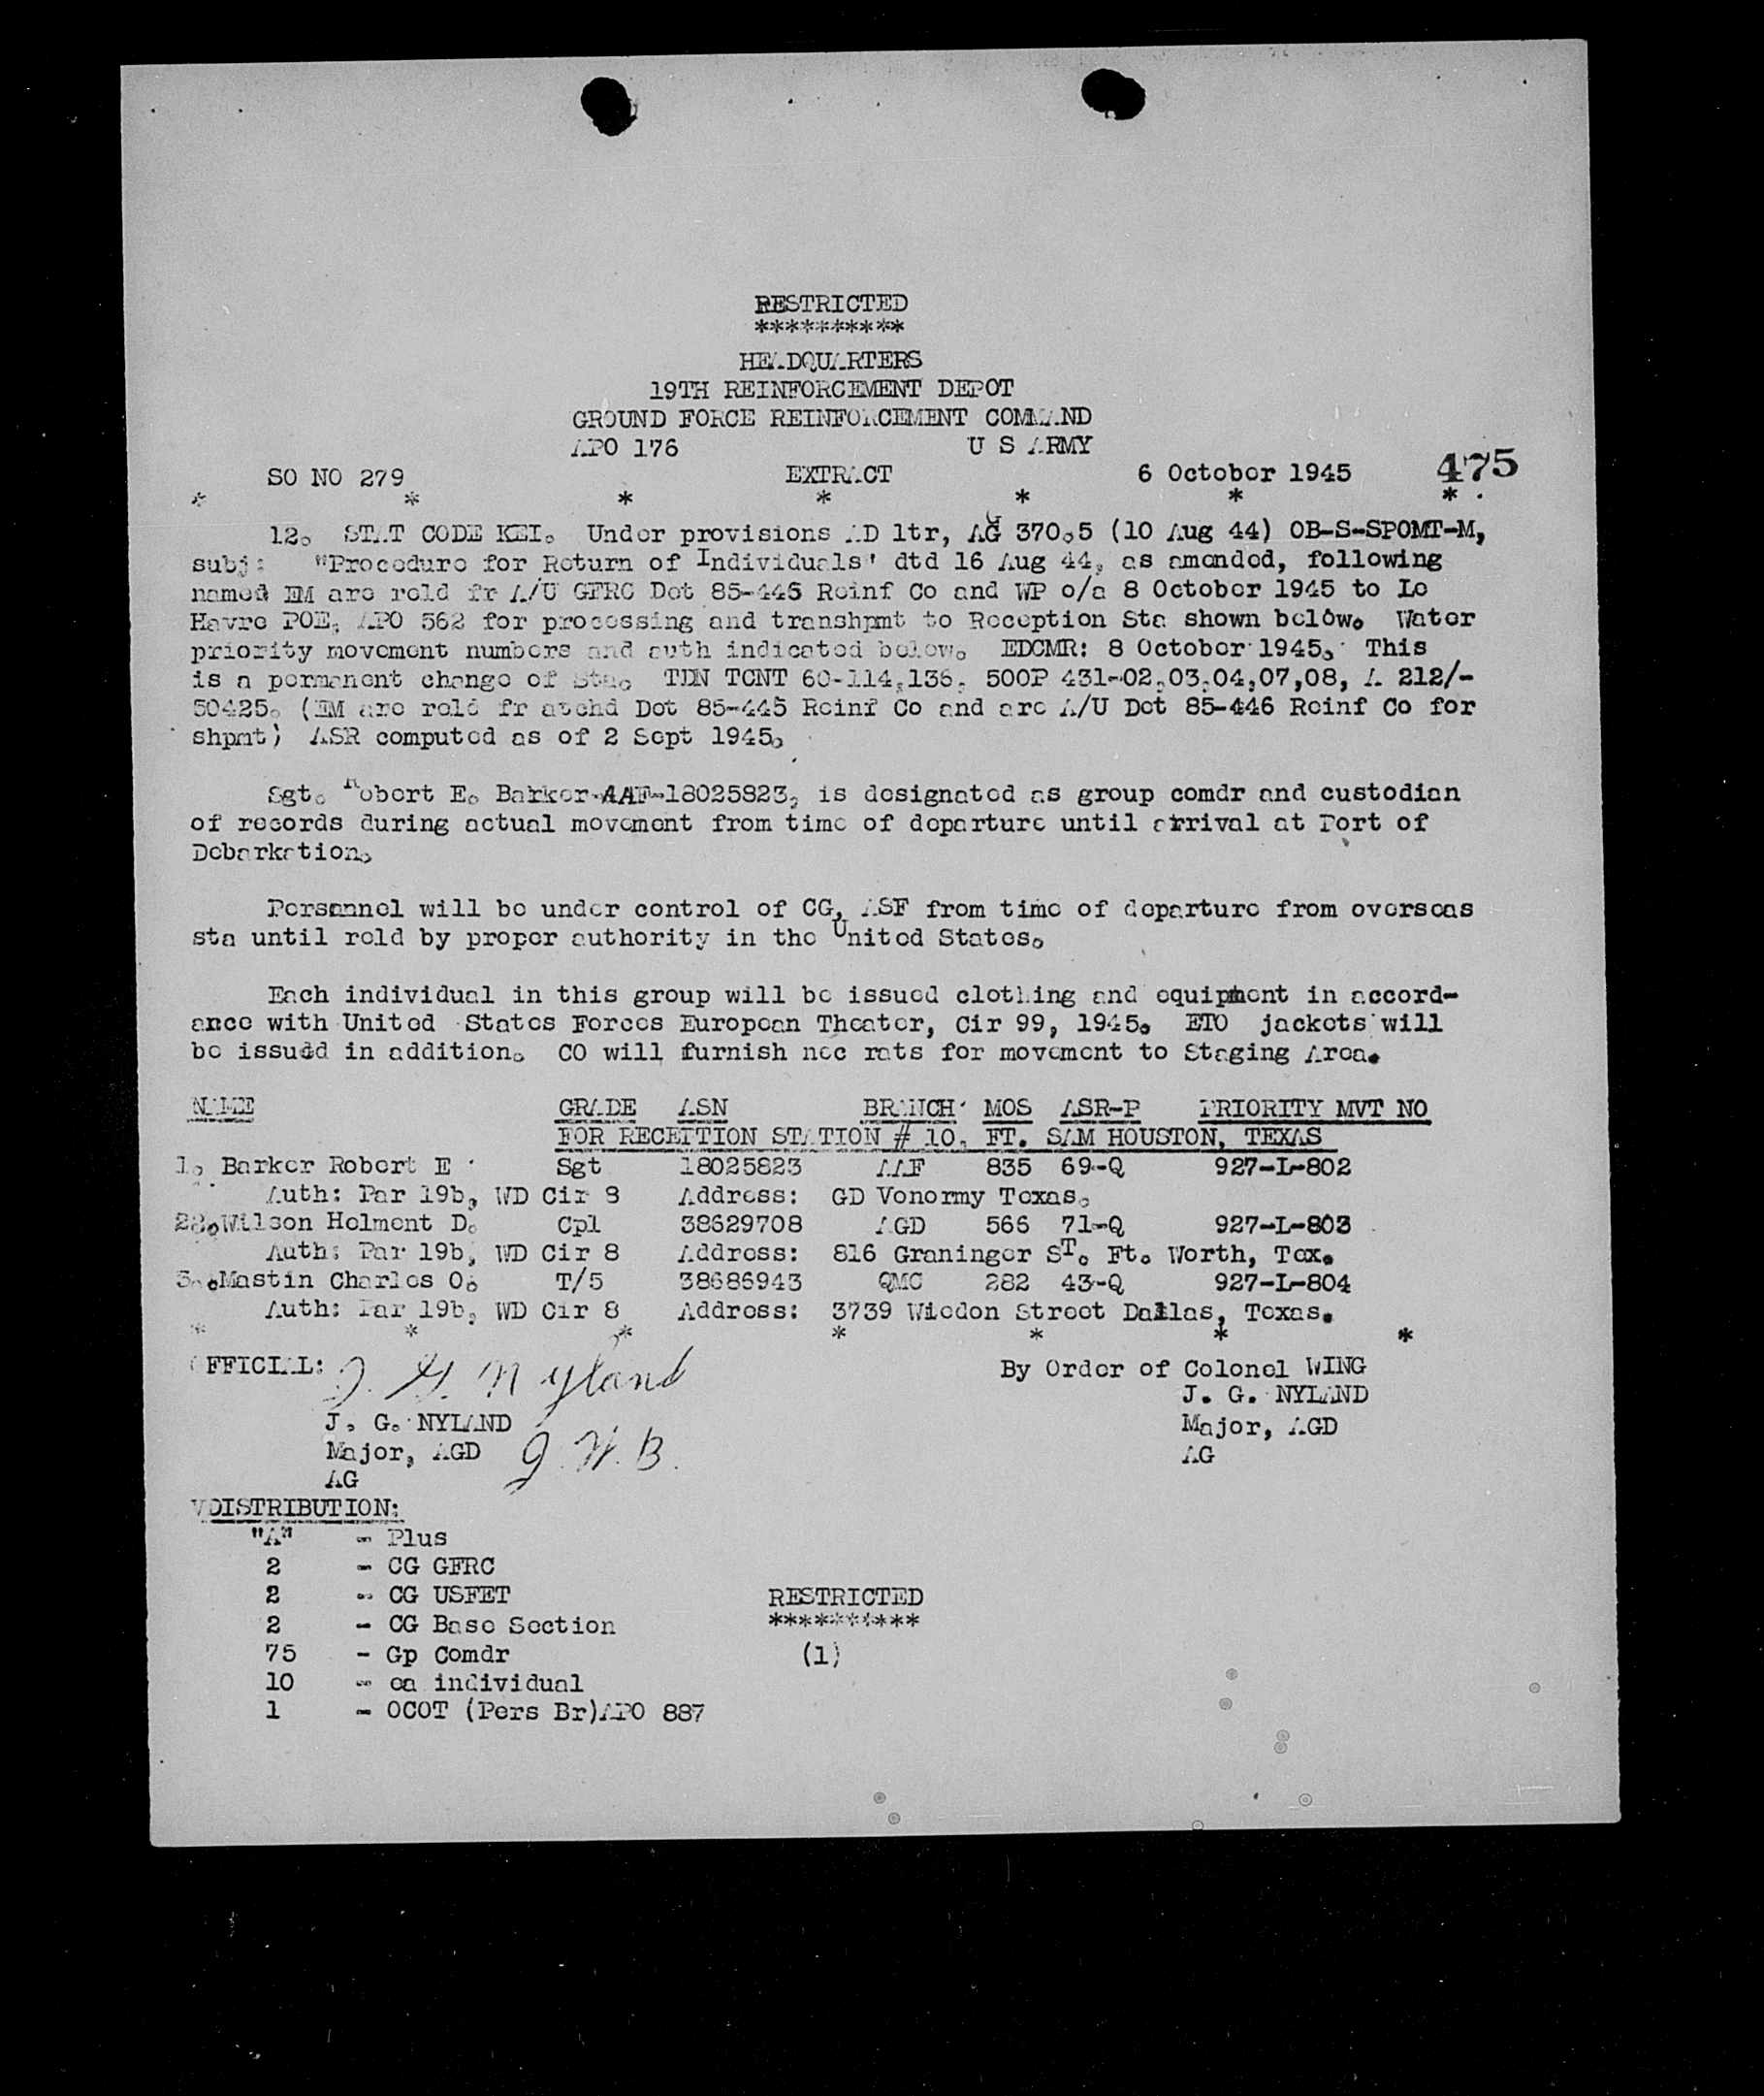 RESTRICTED
**********
HEADQUARTERS
19TH REINFORCEMENT DEPOT
GROUND FORCE REINFORCEMENT COMMAND
APO 176 U S ARMY
SO NO 279 EXTRACT 6 October 1945 475
* * * * * * *
12. STAT CODE KEI. Under provisions AD ltr, AG 370.5 (10 Aug 44) OB-S-SPOMT-M,
subj: "Procedure for Return of Individuals" dtd 16 Aug 44, as amended, following
named EM are reld fr A/U GFRC Det 85-446 Reinf Co and WP o/a 8 October 1945 to Le
Havre POE, APO 562 for processing and transhpmt to Reception Sta shown below. Water
priority movement numbers and auth indicated below. EDCMR: 8 October 1945. This
is a permanent change of Sta. TDN TCNT 60-114,136, 500P 431-02,03,04,07,08, A 212/-
50425. (EM are reld fr atchd Det 85-445 Reinf Co and are A/U Det 85-446 Reinf Co for
shpmt) ASR computed as of 2 Sept 1945.
Sgt. Robert E. Barker AAF-18025823, is designated as group comdr and custodian
of records during actual movement from time of departure until arrival at Port of
Debarkation.
Personnel will be under control of CG, ASF from time of departure from overseas
sta until reld by proper authority in the United States.
Each individual in this group will be issued clothing and equipment in accord-
ance with United States Forces European Theater, Cir 99, 1945. ETO jackets will
be issued in addition. CO will furnish nec rats for movement to Staging Area.
NAME GRADE ASN BRANCH MOS ASR-P PRIORITY MVT NO
FOR RECEPTION STATION # 10, FT. SAM HOUSTON, TEXAS
1. Barker Robert E Sgt 18025823 AAF 835 69-Q 927-L-802
Auth: Par 19b, WD Cir 8 Address: GD Vonormy Texas.
2. Wilson Helment D. Cpl 38629708 AGD 566 71-Q 927-L-803
Auth: Par 19b, WD Cir 8 Address: 816 Graninger ST. Ft. Worth, Tex.
3. Mastin Charles O. T/5 38686943 QMC 282 43-Q 927-L-804
Auth: Par 19b, WD Cir 8 Address: 3739 Wiedon Street Dallas, Texas.
* * * * * * *
OFFICIAL: J. G. Nyland By Order of Colonel WING
J. G. NYLAND J. G. NYLAND
Major, AGD J.W.B. Major, AGD
AG AG
DISTRIBUTION:
"A" - Plus
2 - CG GFRC
2 - CG USFET RESTRICTED
2 - CG Base Section **********
75 - Gp Comdr (1)
10 - ea individual
1 - OCOT (Pers Br)APO 887